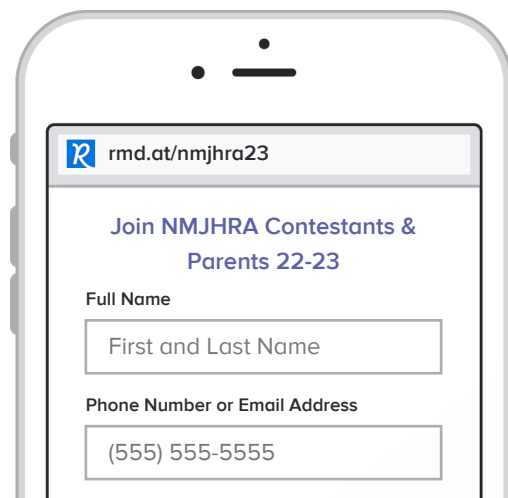 rmd.at/nmjhra23
Join NMJHRA Contestants &
Parents 22-23
Full Name
First and Last Name
Phone Number or Email Address
(555) 555-5555